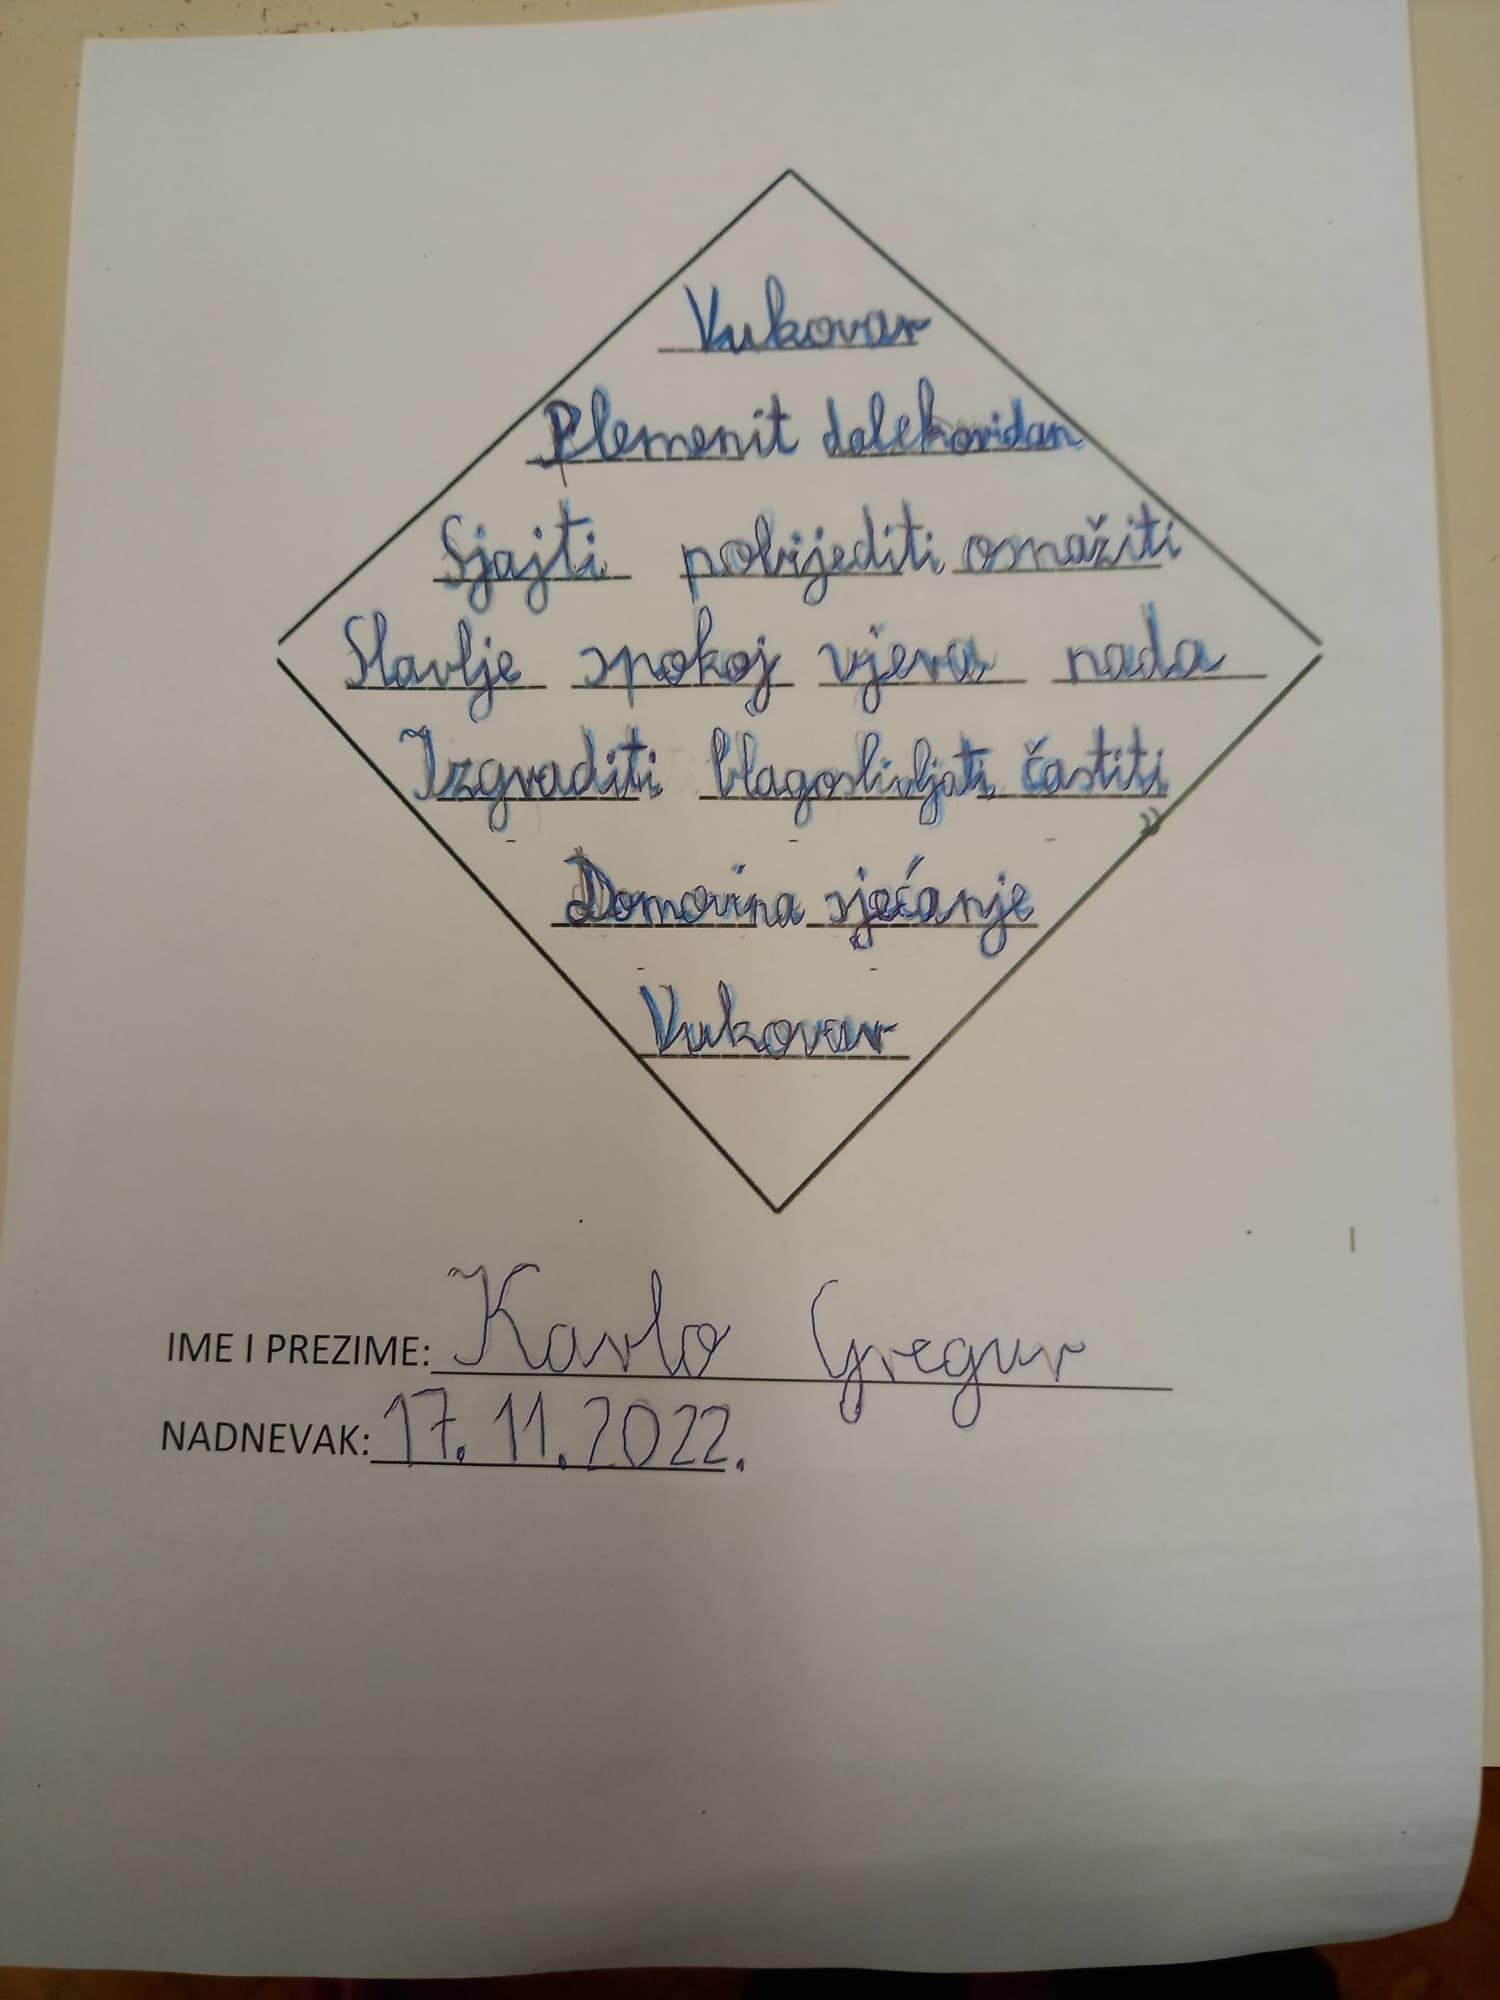 Vukovar
Plemenit dalekovidan
Sjajti pobijediti osnažiti
Slavlje spokoj vjera nada
Izgraditi blagoslivljati častiti
Domovina sjećanje
Vukovar
IME I PREZIME: Karlo Gregur
NADNEVAK: 17.11.2022.